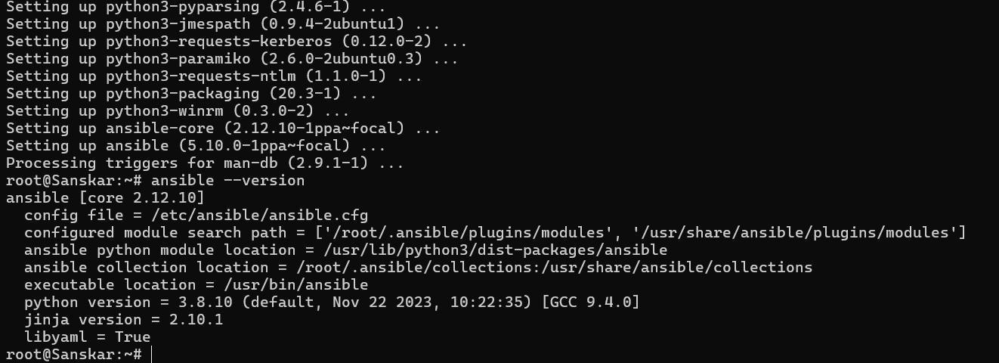 Setting up python3-pyparsing (2.4.6-1) ...
Setting up python3-jmespath (0.9.4-2ubuntu1) ...
Setting up python3-requests-kerberos (0.12.0-2) ...
Setting up python3-paramiko (2.6.0-2ubuntu0.3) ...
Setting up python3-requests-ntlm (1.1.0-1) ...
Setting up python3-packaging (20.3-1) ...
Setting up python3-winrm (0.3.0-2) ...
Setting up ansible-core (2.12.10-1ppa~focal) ...
Setting up ansible (5.10.0-1ppa~focal) ...
Processing triggers for man-db (2.9.1-1) ...
root@Sanskar:~# ansible --version
ansible [core 2.12.10]
  config file = /etc/ansible/ansible.cfg
  configured module search path = ['/root/.ansible/plugins/modules', '/usr/share/ansible/plugins/modules']
  ansible python module location = /usr/lib/python3/dist-packages/ansible
  ansible collection location = /root/.ansible/collections:/usr/share/ansible/collections
  executable location = /usr/bin/ansible
  python version = 3.8.10 (default, Nov 22 2023, 10:22:35) [GCC 9.4.0]
  jinja version = 2.10.1
  libyaml = True
root@Sanskar:~#